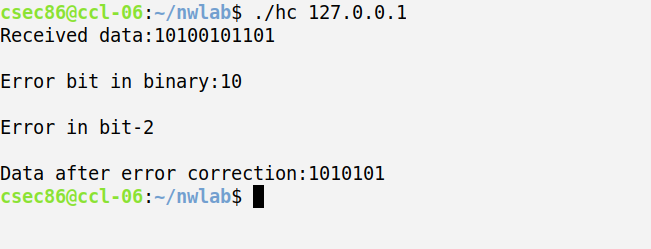 csec86@ccl-06:~/nwlab$ ./hc 127.0.0.1
Received data:10100101101
Error bit in binary:10
Error in bit-2
Data after error correction:1010101
csec86@ccl-06:~/nwlab$